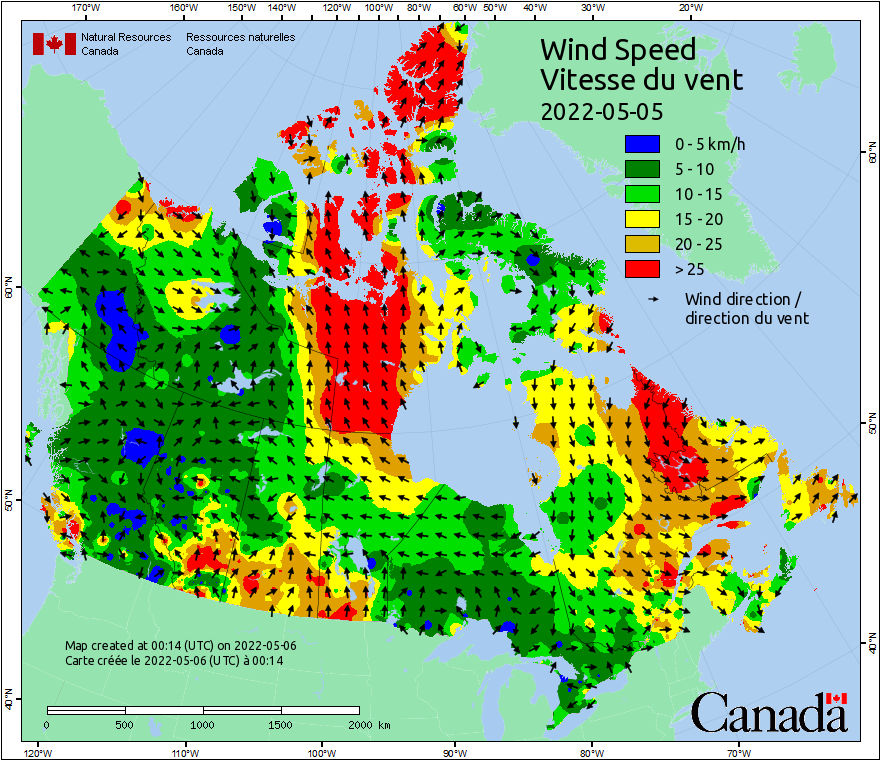 170°W 160°W 150°W 140°W 120°W 110°W 100°W 80°W 60°W 50°W 40°W 30°W 20°W
Natural Resources Canada
Ressources naturelles Canada
Wind Speed
Vitesse du vent
2022-05-05
0 - 5 km/h
5 - 10
10 - 15
15 - 20
20 - 25
> 25
Wind direction /
direction du vent
60°N
60°N
50°N
50°N
40°N
40°N
Map created at 00:14 (UTC) on 2022-05-06
Carte créée le 2022-05-06 (UTC) à 00:14
0 500 1000 1500 2000 km
Canada
120°W 110°W 100°W 90°W 80°W 70°W